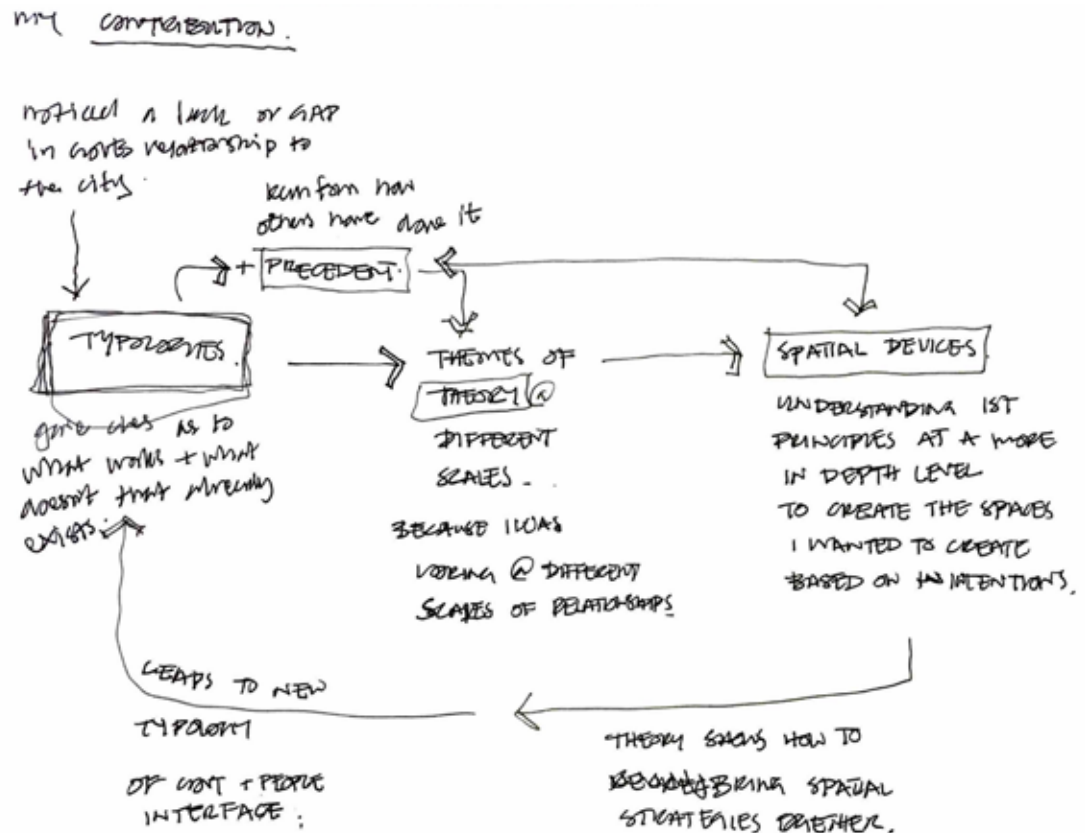 MY CONTRIBUTION.
noticed a lack or GAP
in govts relationship to
the city.
learn from how
others have done it
+ PRECEDENT.
TYPOLOGIES.
gave clues as to
what works + what
doesn't that already
exists.
THEMES OF
THEORY @
DIFFERENT
SCALES.
BECAUSE I WAS
LOOKING @ DIFFERENT
SCALES OF RELATIONSHIPS
SPATIAL DEVICES
UNDERSTANDING 1ST
PRINCIPLES AT A MORE
IN DEPTH LEVEL
TO CREATE THE SPACES
I WANTED TO CREATE
BASED ON INTENTIONS.
LEADS TO NEW
TYPOLOGY
OF GOVT + PEOPLE
INTERFACE.
THEORY SHOWS HOW TO
BRING SPATIAL
STRATEGIES TOGETHER.